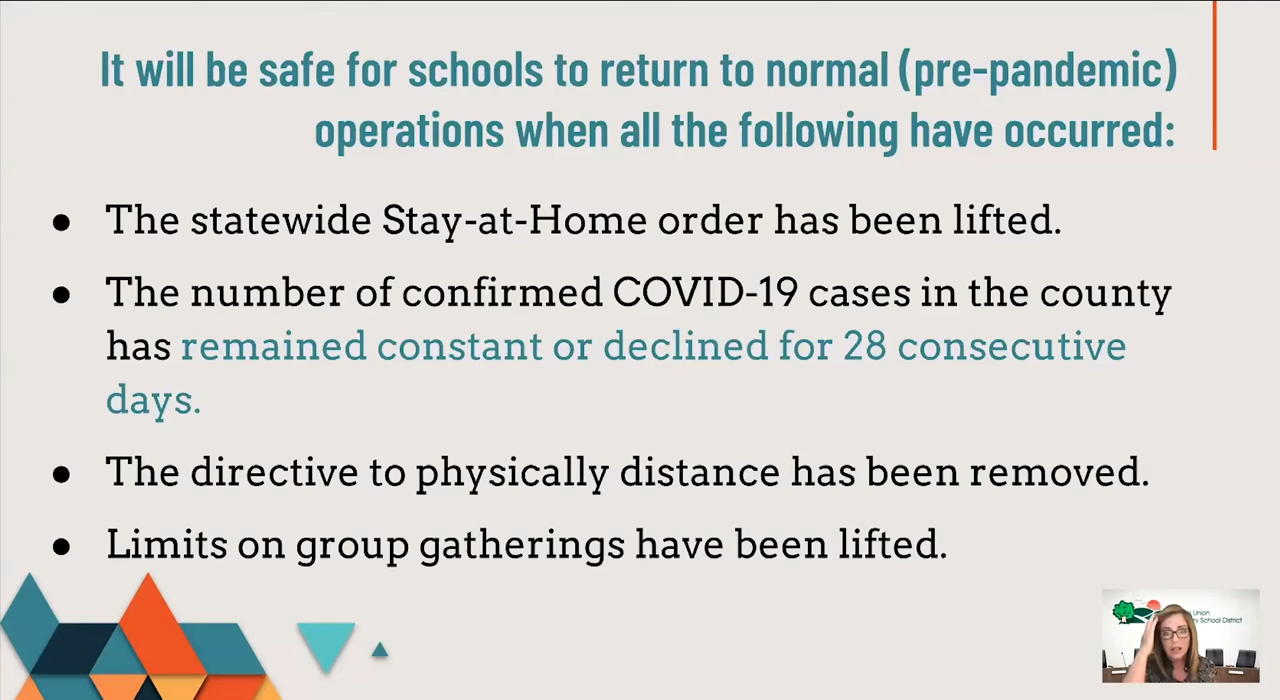 It will be safe for schools to return to normal (pre-pandemic)
operations when all the following have occurred:
● The statewide Stay-at-Home order has been lifted.
● The number of confirmed COVID-19 cases in the county
has remained constant or declined for 28 consecutive
days.
● The directive to physically distance has been removed.
● Limits on group gatherings have been lifted.
Union
School District